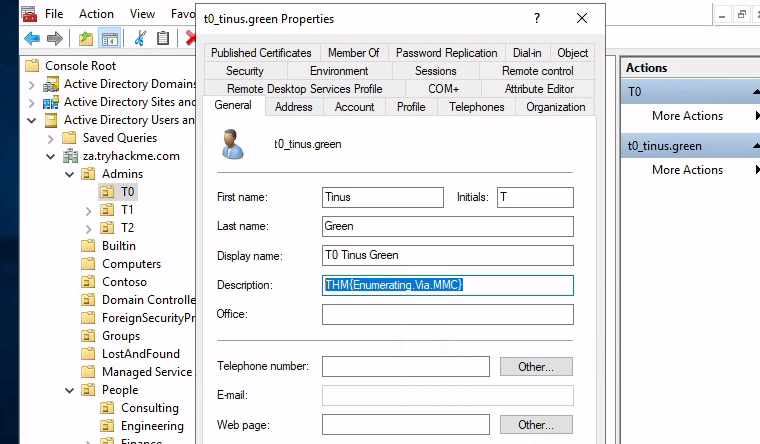 File Action View Favo
t0_tinus.green Properties
?
Console Root
Active Directory Domains
Active Directory Sites and
Active Directory Users an
Saved Queries
za.tryhackme.com
Admins
T0
T1
T2
Builtin
Computers
Contoso
Domain Controlle
ForeignSecurityPr
Groups
LostAndFound
Managed Service
People
Consulting
Engineering
Finance
Published Certificates Member Of Password Replication Dial-in Object
Security Environment Sessions Remote control
Remote Desktop Services Profile COM+ Attribute Editor
General Address Account Profile Telephones Organization
t0_tinus.green
First name: Tinus Initials: T
Last name: Green
Display name: T0 Tinus Green
Description: THM{Enumerating.Via.MMC}
Office:
Telephone number: Other...
E-mail:
Web page: Other...
Actions
T0
More Actions
t0_tinus.green
More Actions